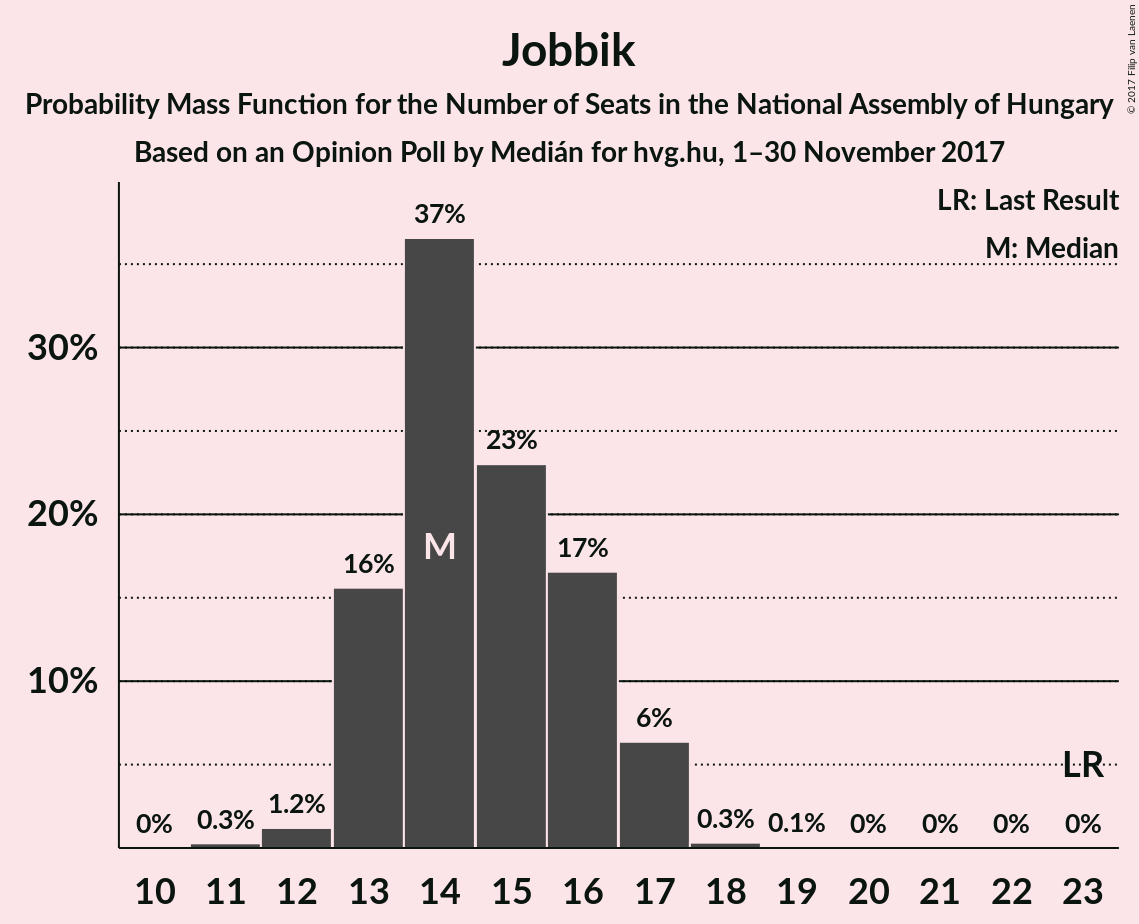 Jobbik
Probability Mass Function for the Number of Seats in the National Assembly of Hungary
Based on an Opinion Poll by Medián for hvg.hu, 1–30 November 2017
© 2017 Filip van Laenen
LR: Last Result
M: Median
37%
30%
23%
20%
M
17%
16%
10%
6%
LR
1.2%
0%
0.3%
0.3%
0.1%
0%
0%
0%
0%
10 11 12 13 14 15 16 17 18 19 20 21 22 23